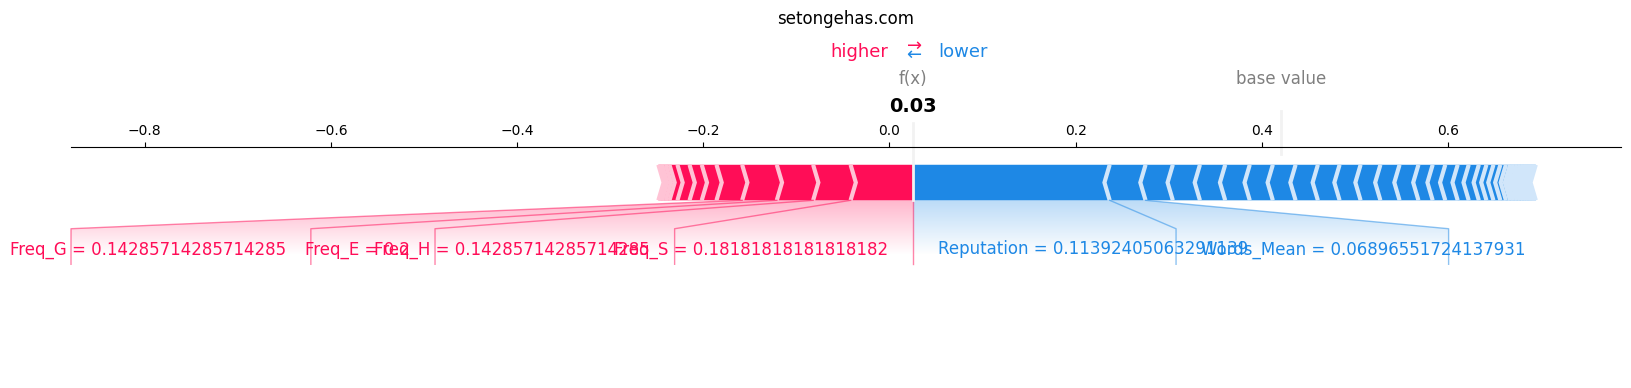 setongehas.com
higher → ← lower
f(x) base value
0.03
−0.8 −0.6 −0.4 −0.2 0.0 0.2 0.4 0.6
Freq_G = 0.14285714285714285 Freq_E = 0.2 Freq_H = 0.14285714285714285 Freq_S = 0.18181818181818182 Reputation = 0.11392405063291139 Words_Mean = 0.06896551724137931